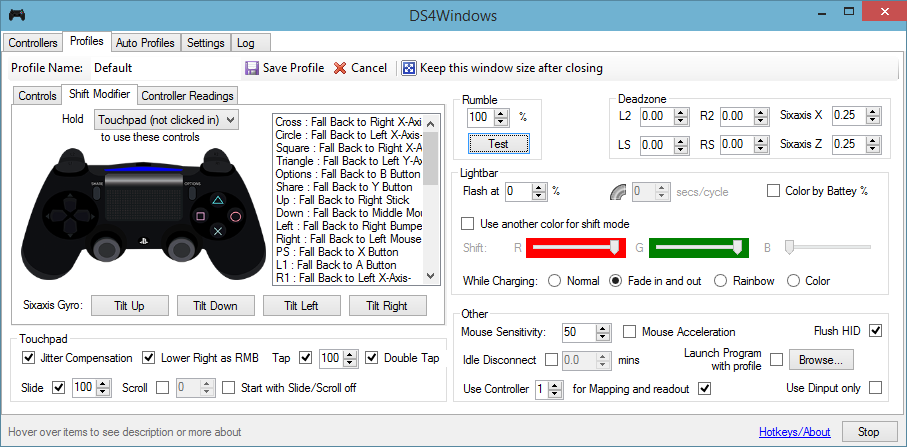 DS4Windows
Controllers Profiles Auto Profiles Settings Log
Profile Name: Default Save Profile Cancel Keep this window size after closing
Controls Shift Modifier Controller Readings
Hold Touchpad (not clicked in)
to use these controls
SHARE OPTIONS
Cross : Fall Back to Right X-Axi
Circle : Fall Back to Left X-Axis-
Square : Fall Back to Right X-A
Triangle : Fall Back to Left Y-Ax
Options : Fall Back to B Button
Share : Fall Back to Y Button
Up : Fall Back to Right Stick
Down : Fall Back to Middle Mou
Left : Fall Back to Right Bumpe
Right : Fall Back to Left Mouse
PS : Fall Back to X Button
L1 : Fall Back to A Button
R1 : Fall Back to Left X-Axis-
Sixaxis Gyro: Tilt Up Tilt Down Tilt Left Tilt Right
Touchpad
Jitter Compensation Lower Right as RMB Tap 100 Double Tap
Slide 100 Scroll 0 Start with Slide/Scroll off
Rumble
100 %
Test
Deadzone
L2 0.00 R2 0.00 Sixaxis X 0.25
LS 0.00 RS 0.00 Sixaxis Z 0.25
Lightbar
Flash at 0 % 0 secs/cycle Color by Battey %
Use another color for shift mode
Shift: R G B
While Charging: Normal Fade in and out Rainbow Color
Other
Mouse Sensitivity: 50 Mouse Acceleration Flush HID
Idle Disconnect 0.0 mins Launch Program with profile Browse...
Use Controller 1 for Mapping and readout Use Dinput only
Hover over items to see description or more about Hotkeys/About Stop